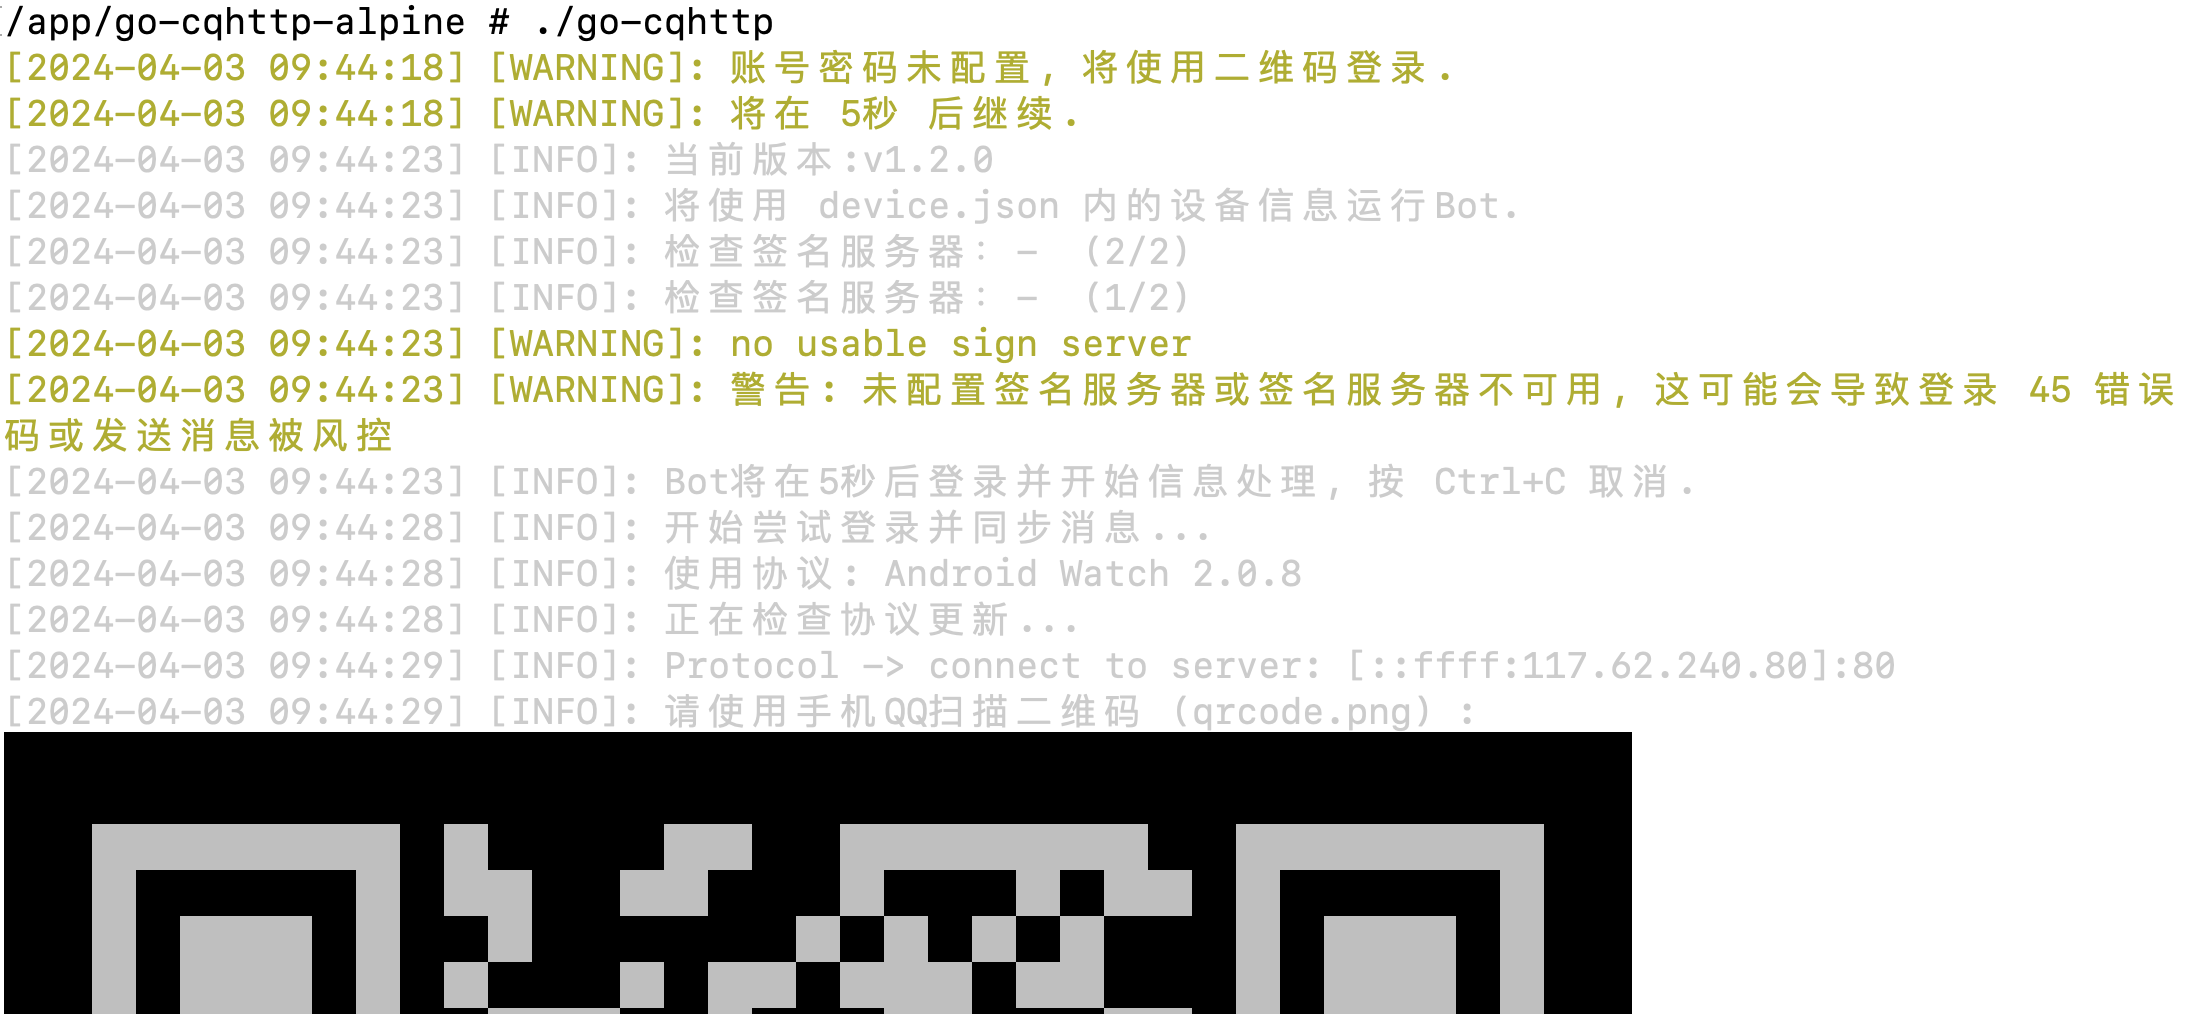 /app/go-cqhttp-alpine # ./go-cqhttp
[2024-04-03 09:44:18] [WARNING]: 账号密码未配置, 将使用二维码登录.
[2024-04-03 09:44:18] [WARNING]: 将在 5秒 后继续.
[2024-04-03 09:44:23] [INFO]: 当前版本:v1.2.0
[2024-04-03 09:44:23] [INFO]: 将使用 device.json 内的设备信息运行Bot.
[2024-04-03 09:44:23] [INFO]: 检查签名服务器：-  (2/2)
[2024-04-03 09:44:23] [INFO]: 检查签名服务器：-  (1/2)
[2024-04-03 09:44:23] [WARNING]: no usable sign server
[2024-04-03 09:44:23] [WARNING]: 警告: 未配置签名服务器或签名服务器不可用, 这可能会导致登录 45 错误
码或发送消息被风控
[2024-04-03 09:44:23] [INFO]: Bot将在5秒后登录并开始信息处理, 按 Ctrl+C 取消.
[2024-04-03 09:44:28] [INFO]: 开始尝试登录并同步消息...
[2024-04-03 09:44:28] [INFO]: 使用协议: Android Watch 2.0.8
[2024-04-03 09:44:28] [INFO]: 正在检查协议更新...
[2024-04-03 09:44:29] [INFO]: Protocol -> connect to server: [::ffff:117.62.240.80]:80
[2024-04-03 09:44:29] [INFO]: 请使用手机QQ扫描二维码 (qrcode.png) :